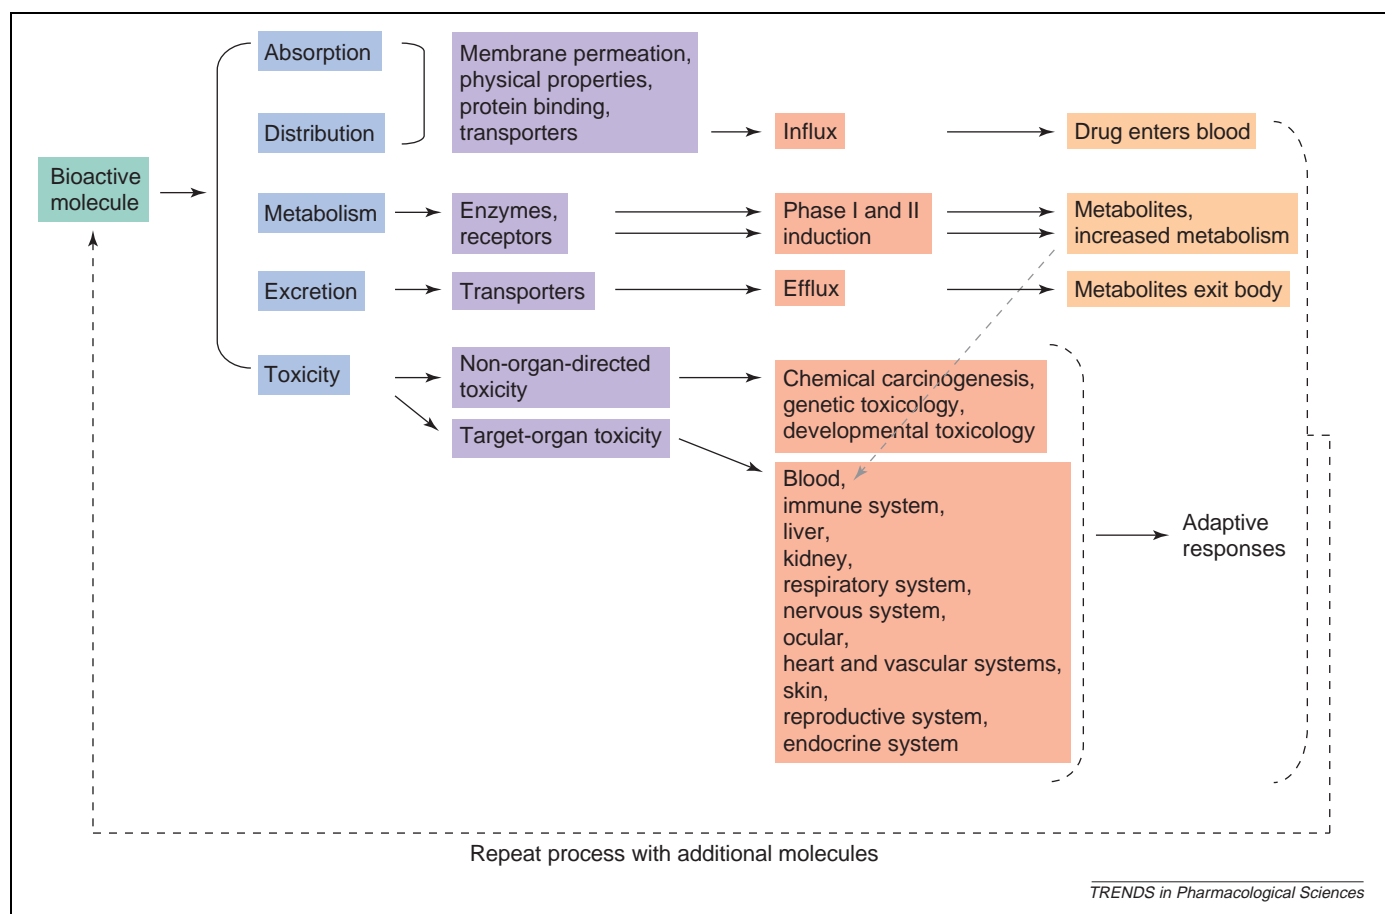 Absorption
Membrane permeation,
physical properties,
protein binding,
transporters
Distribution
Influx
Drug enters blood
Bioactive
molecule
Metabolism
Enzymes,
receptors
Phase I and II
induction
Metabolites,
increased metabolism
Excretion
Transporters
Efflux
Metabolites exit body
Toxicity
Non-organ-directed
toxicity
Chemical carcinogenesis,
genetic toxicology,
developmental toxicology
Target-organ toxicity
Blood,
immune system,
liver,
kidney,
respiratory system,
nervous system,
ocular,
heart and vascular systems,
skin,
reproductive system,
endocrine system
Adaptive
responses
Repeat process with additional molecules
TRENDS in Pharmacological Sciences